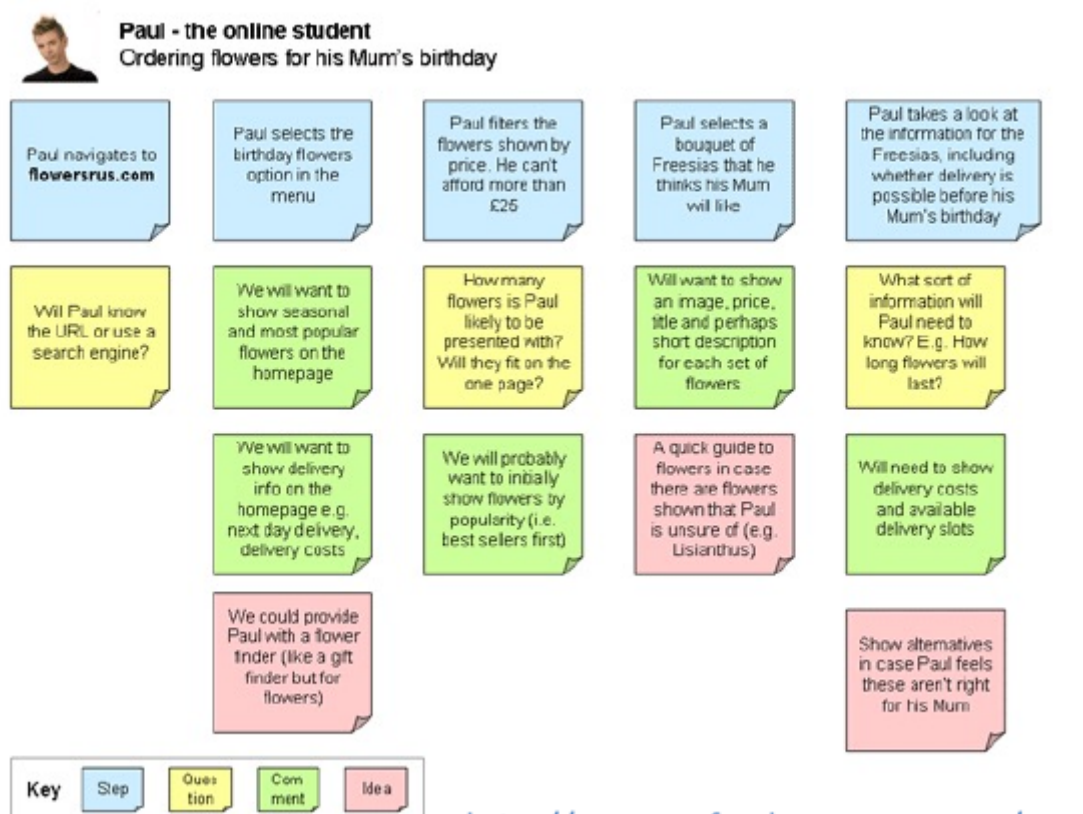 Paul - the online student
Ordering flowers for his Mum's birthday
Paul navigates to
flowersrus.com
Paul selects the
birthday flowers
option in the
menu
Paul filters the
flowers shown by
price. He can't
afford more than
£25
Paul selects a
bouquet of
Freesias that he
thinks his Mum
will like
Paul takes a look at
the information for the
Freesias, including
whether delivery is
possible before his
Mum's birthday
Will Paul know
the URL or use a
search engine?
We will want to
show seasonal
and most popular
flowers on the
homepage
How many
flowers is Paul
likely to be
presented with?
Will they fit on the
one page?
Will want to show
an image, price,
title and perhaps
short description
for each set of
flowers
What sort of
information will
Paul need to
know? E.g. How
long flowers will
last?
We will want to
show delivery
info on the
homepage e.g.
next day delivery,
delivery costs
We will probably
want to initially
show flowers by
popularity (i.e.
best sellers first)
A quick guide to
flowers in case
there are flowers
shown that Paul
is unsure of (e.g.
Lisianthus)
Will need to show
delivery costs
and available
delivery slots
We could provide
Paul with a flower
finder (like a gift
finder but for
flowers)
Show alternatives
in case Paul feels
these aren't right
for his Mum
Key
Step
Ques
tion
Com
ment
Idea